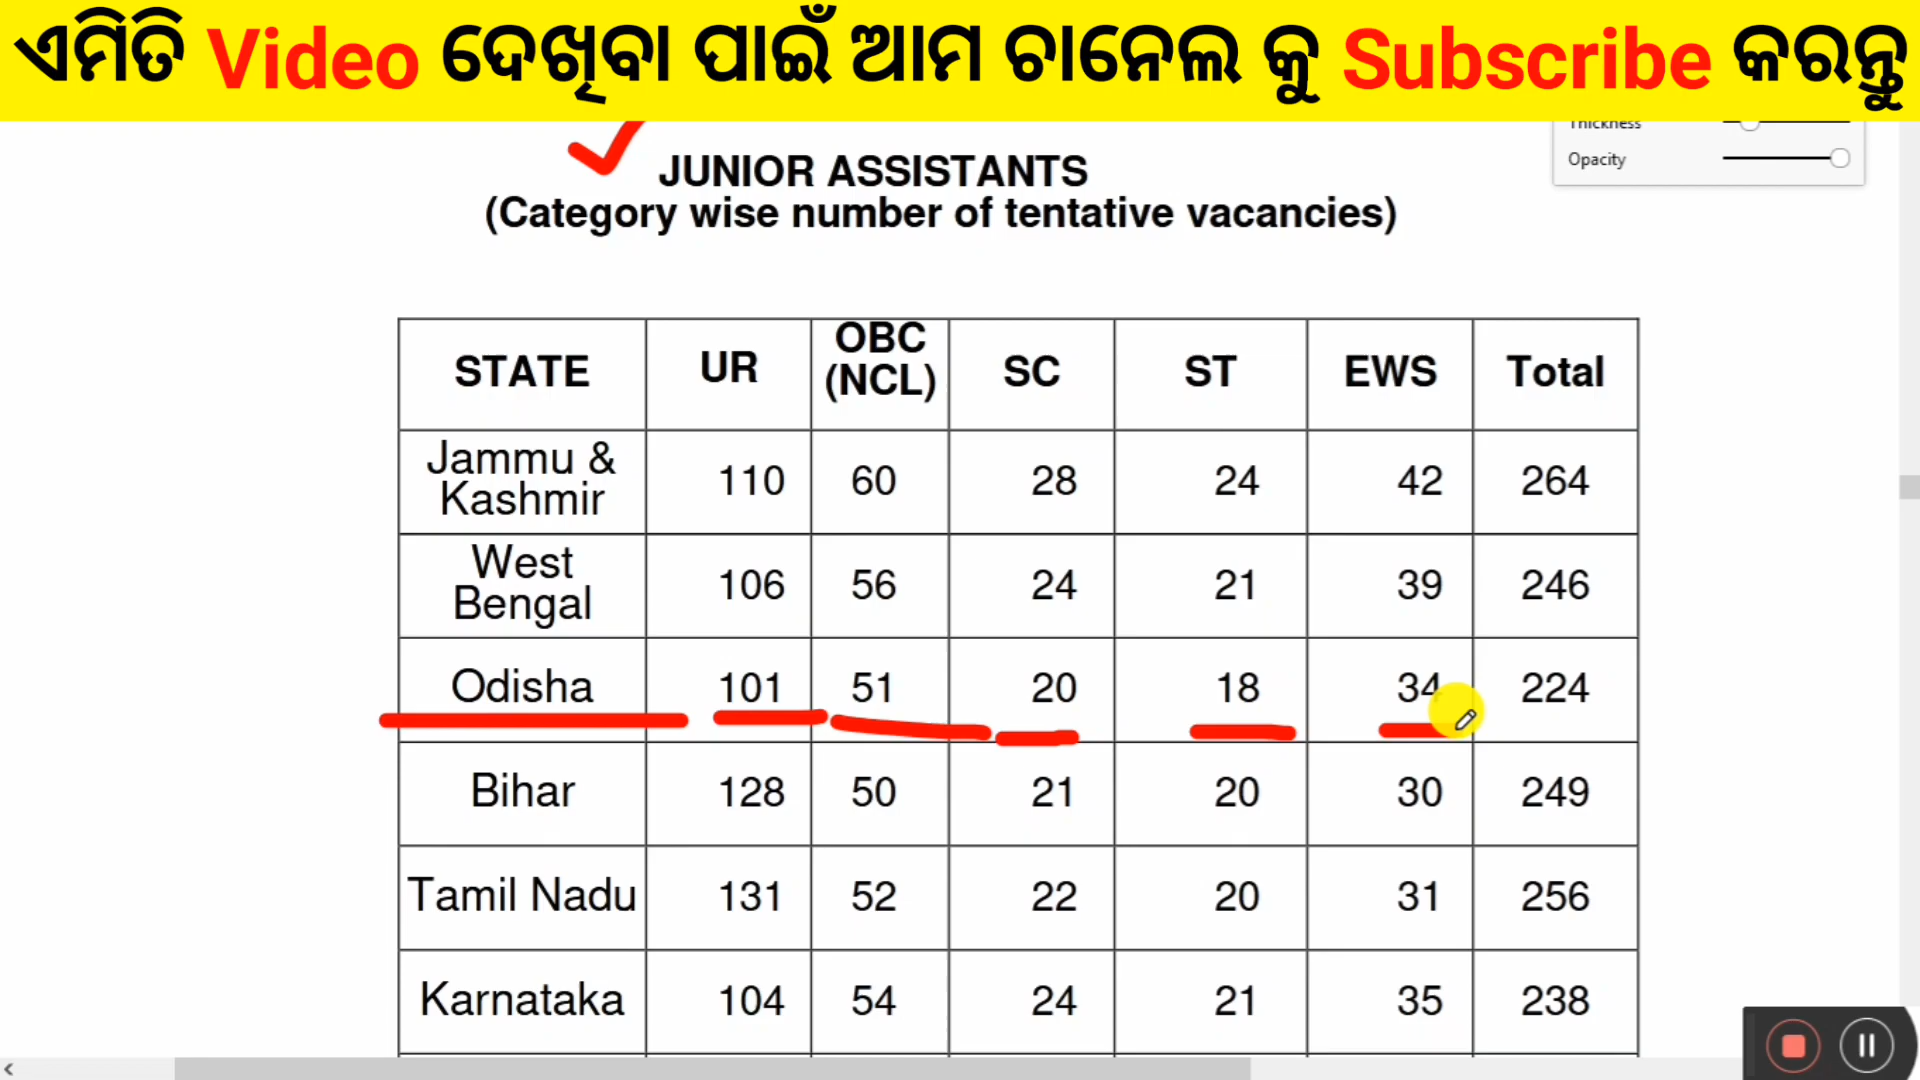 ଏମିତି Video ଦେଖିବା ପାଇଁ ଆମ ଚାନେଲ କୁ Subscribe କରନ୍ତୁ
Thickness
Opacity
JUNIOR ASSISTANTS
(Category wise number of tentative vacancies)
STATE UR OBC (NCL) SC ST EWS Total
Jammu & Kashmir 110 60 28 24 42 264
West Bengal 106 56 24 21 39 246
Odisha 101 51 20 18 34 224
Bihar 128 50 21 20 30 249
Tamil Nadu 131 52 22 20 31 256
Karnataka 104 54 24 21 35 238